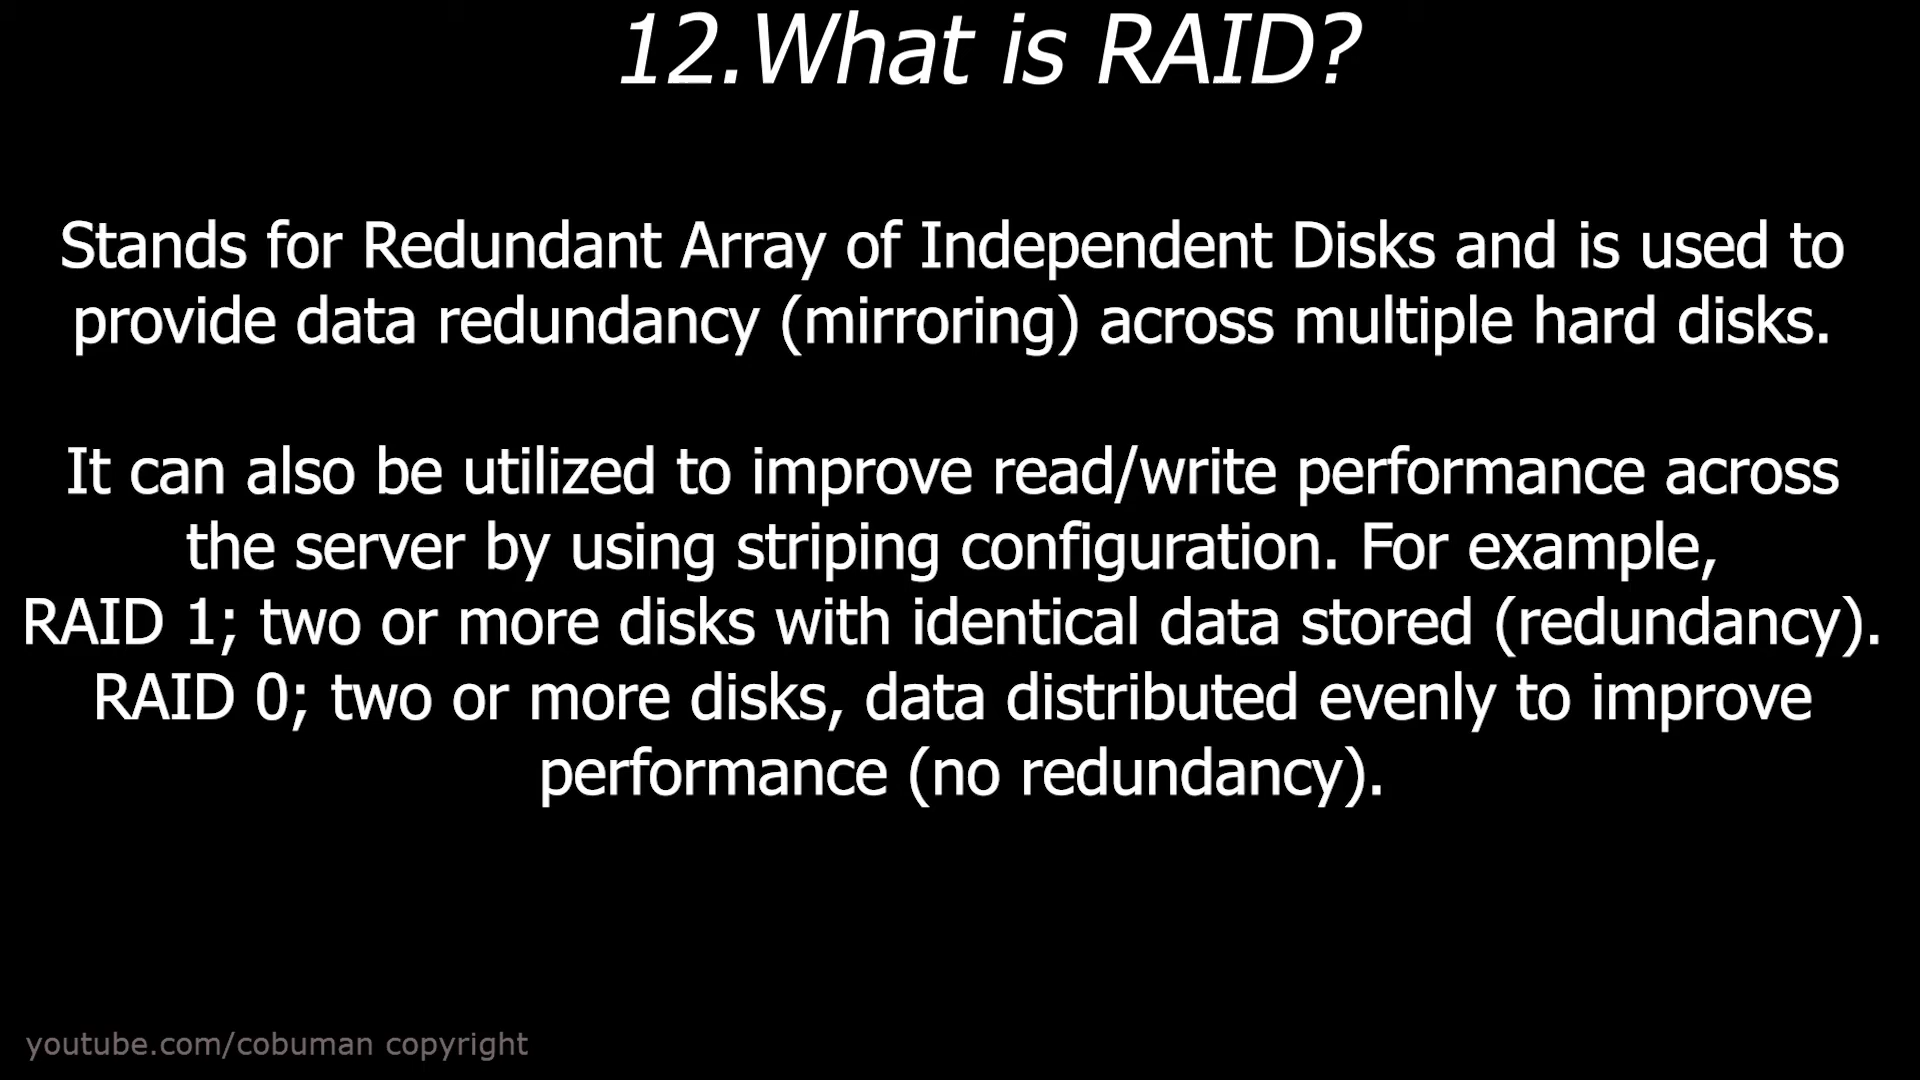 12.What is RAID?
Stands for Redundant Array of Independent Disks and is used to
provide data redundancy (mirroring) across multiple hard disks.
It can also be utilized to improve read/write performance across
the server by using striping configuration. For example,
RAID 1; two or more disks with identical data stored (redundancy).
RAID 0; two or more disks, data distributed evenly to improve
performance (no redundancy).
youtube.com/cobuman copyright